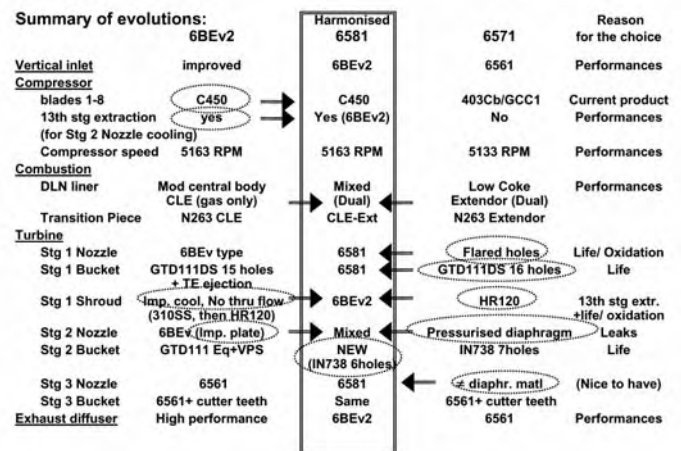 Summary of evolutions: Harmonised Reason
6BEv2 6581 6571 for the choice
Vertical inlet improved 6BEv2 6561 Performances
Compressor
blades 1-8 C450 C450 403Cb/GCC1 Current product
13th stg extraction yes Yes (6BEv2) No Performances
(for Stg 2 Nozzle cooling)
Compressor speed 5163 RPM 5163 RPM 5133 RPM Performances
Combustion
DLN liner Mod central body Mixed Low Coke Performances
CLE (gas only) (Dual) Extendor (Dual)
Transition Piece N263 CLE CLE-Ext N263 Extendor
Turbine
Stg 1 Nozzle 6BEv type 6581 Flared holes Life/ Oxidation
Stg 1 Bucket GTD111DS 15 holes 6581 GTD111DS 16 holes Life
+ TE ejection
Stg 1 Shroud Imp. cool, No thru flow 6BEv2 HR120 13th stg extr.
(310SS, then HR120) +life/ oxidation
Stg 2 Nozzle 6BEv (Imp. plate) Mixed Pressurised diaphragm Leaks
Stg 2 Bucket GTD111 Eq+VPS NEW IN738 7holes Life
(IN738 6holes)
Stg 3 Nozzle 6561 6581 ≠ diaphr. matl (Nice to have)
Stg 3 Bucket 6561+ cutter teeth Same 6561+ cutter teeth
Exhaust diffuser High performance 6BEv2 6561 Performances